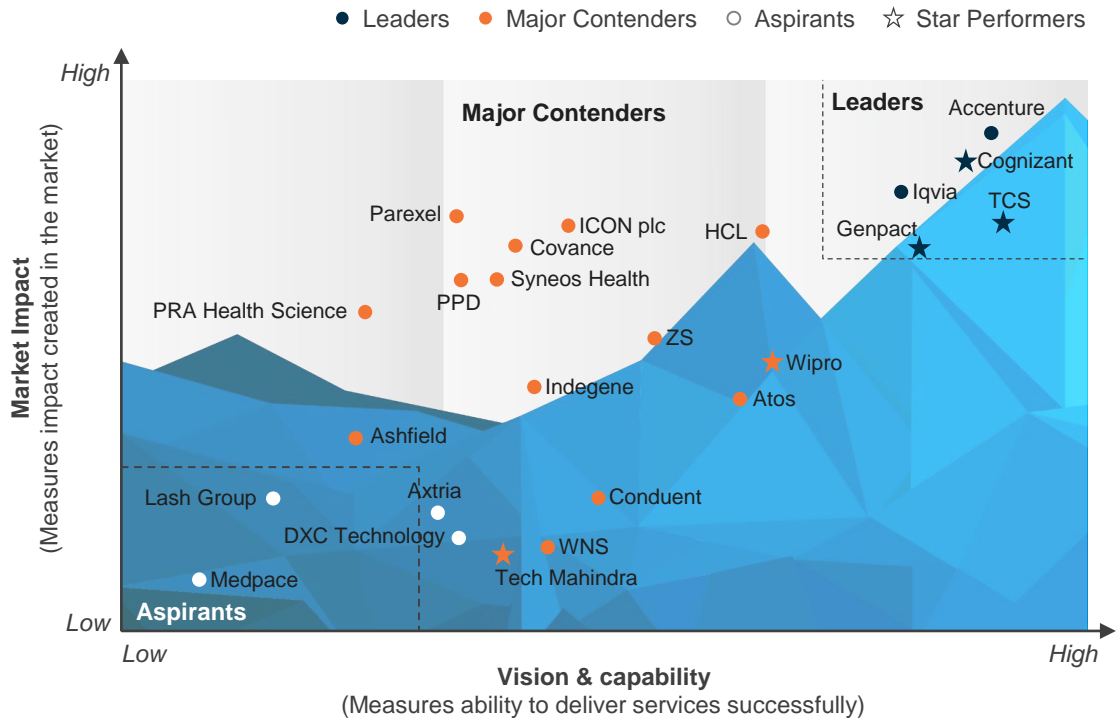 Leaders
Major Contenders
Aspirants
Star Performers
High
Market Impact
(Measures impact created in the market)
Major Contenders
Leaders
Accenture
Cognizant
Iqvia
TCS
Genpact
Parexel
ICON plc
HCL
Covance
Syneos Health
PPD
PRA Health Science
ZS
Wipro
Indegene
Atos
Ashfield
Lash Group
Axtria
Conduent
DXC Technology
WNS
Tech Mahindra
Medpace
Aspirants
Low
Low
High
Vision & capability
(Measures ability to deliver services successfully)